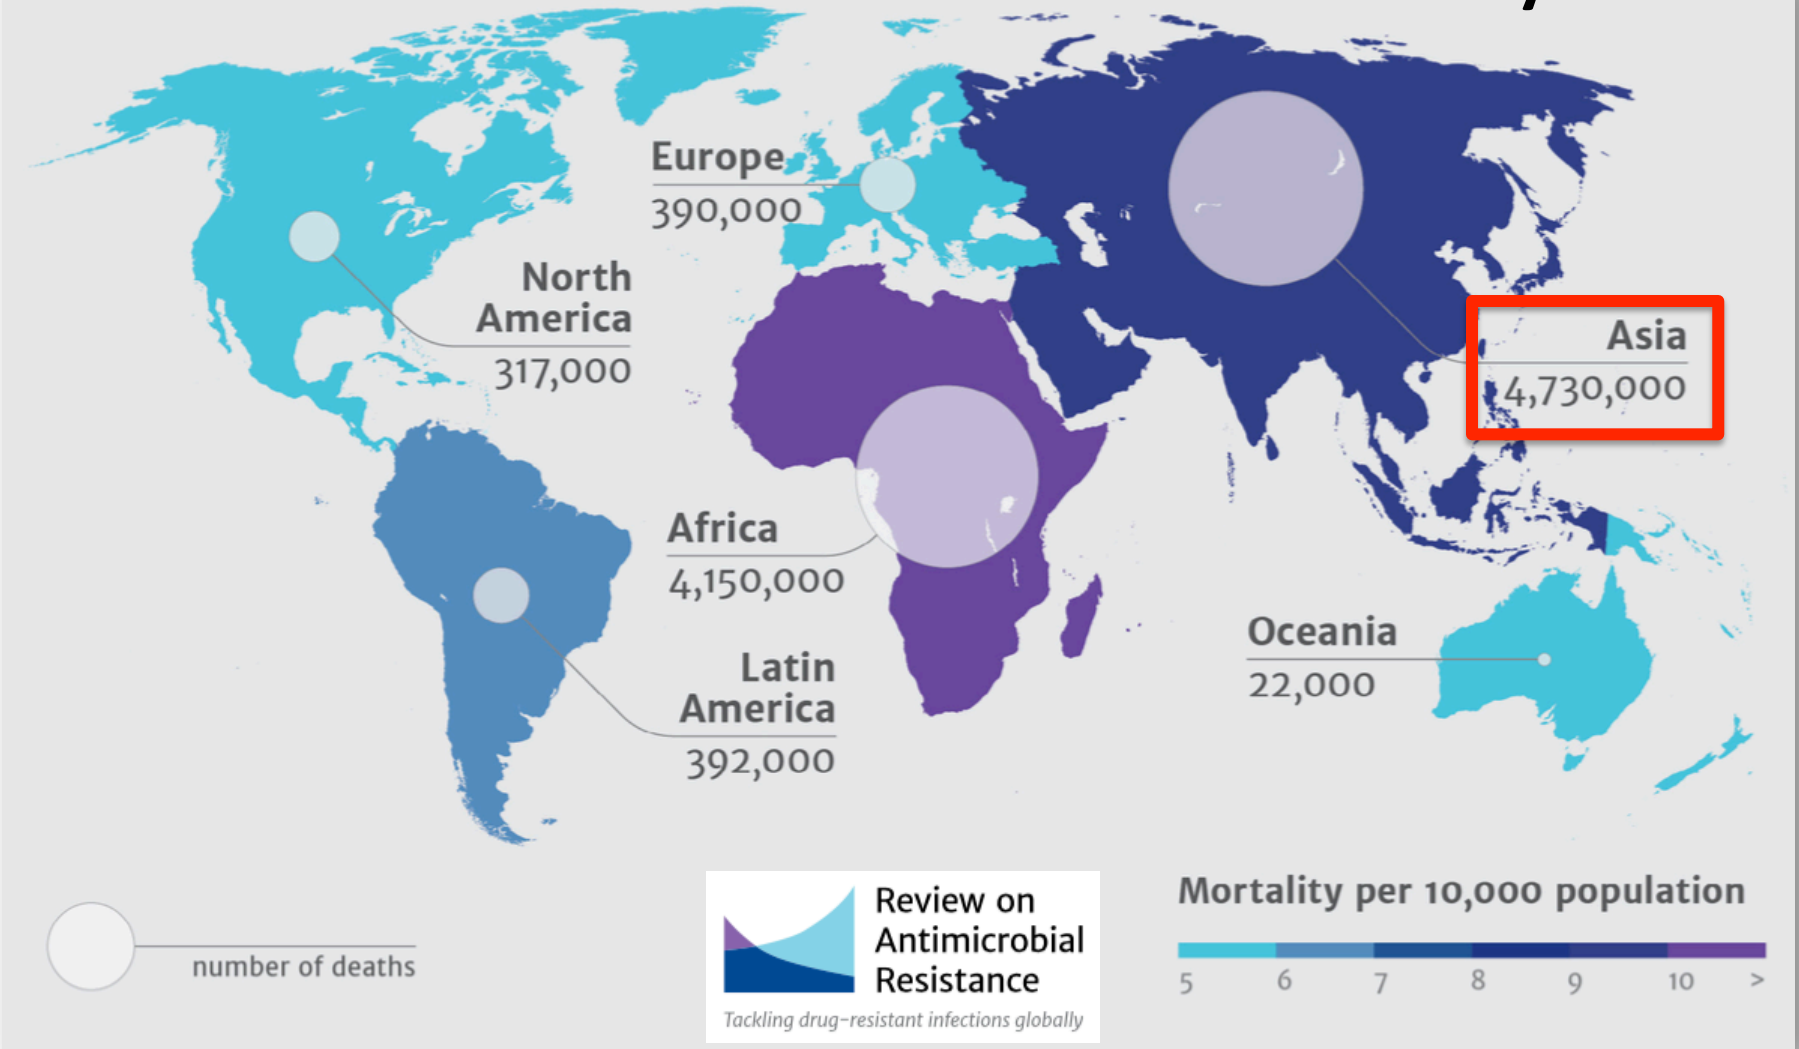 Europe
390,000
North
America
317,000
Asia
4,730,000
Africa
4,150,000
Oceania
22,000
Latin
America
392,000
number of deaths
Review on
Antimicrobial
Resistance
Tackling drug-resistant infections globally
Mortality per 10,000 population
5 6 7 8 9 10 >